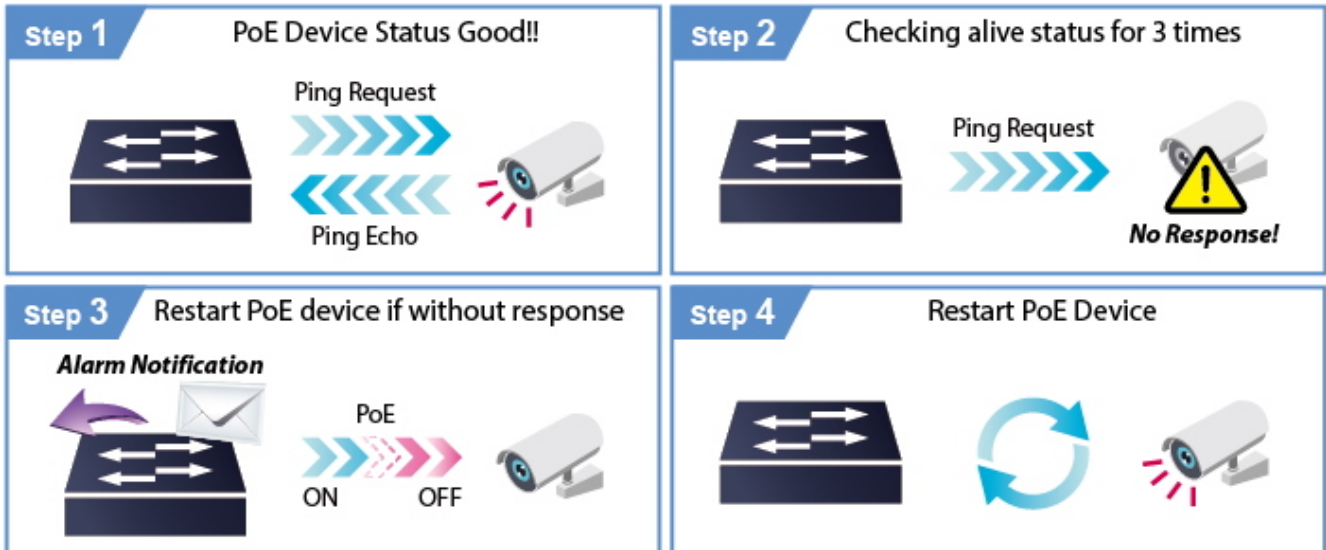 Step 1
PoE Device Status Good!!
Ping Request
Ping Echo
Step 2
Checking alive status for 3 times
Ping Request
No Response!
Step 3
Restart PoE device if without response
Alarm Notification
PoE
ON
OFF
Step 4
Restart PoE Device